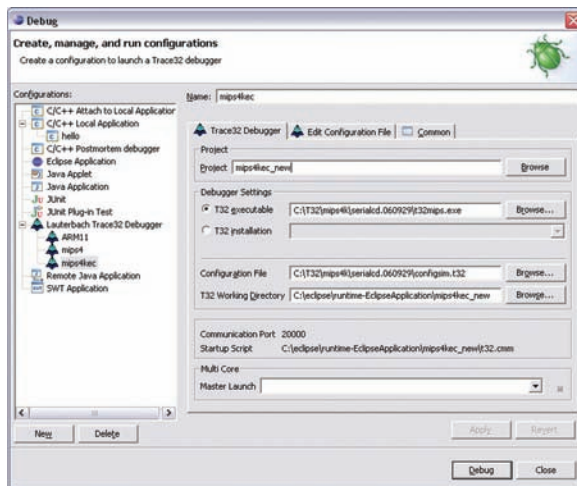 Debug
Create, manage, and run configurations
Create a configuration to launch a Trace32 debugger
Configurations:
C/C++ Attach to Local Application
C/C++ Local Application
hello
C/C++ Postmortem debugger
Eclipse Application
Java Applet
Java Application
JUnit
JUnit Plug-in Test
Lauterbach Trace32 Debugger
ARM11
mips4
mips4kec
Remote Java Application
SWT Application
New Delete
Name: mips4kec
Trace32 Debugger Edit Configuration File Common
Project
Project mips4kec_new Browse
Debugger Settings
T32 executable C:\T32\mips4k\serialcd.060929\t32mips.exe Browse...
T32 installation
Configuration File C:\T32\mips4k\serialcd.060929\configsim.t32 Browse...
T32 Working Directory C:\eclipse\runtime-EclipseApplication\mips4kec_new Browse...
Communication Port 20000
Startup Script C:\eclipse\runtime-EclipseApplication\mips4kec_new\t32.cmm
Multi Core
Master Launch
Apply Revert
Debug Close